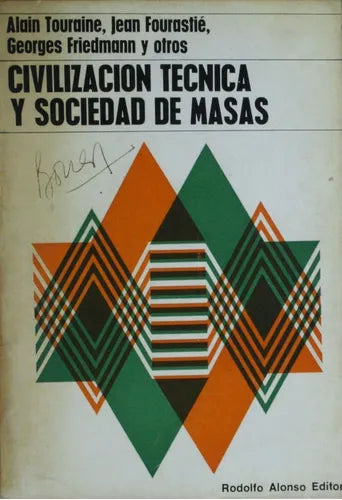 Alain Touraine, Jean Fourastié,
Georges Friedmann y otros
CIVILIZACION TECNICA
Y SOCIEDAD DE MASAS
Rodolfo Alonso Editor